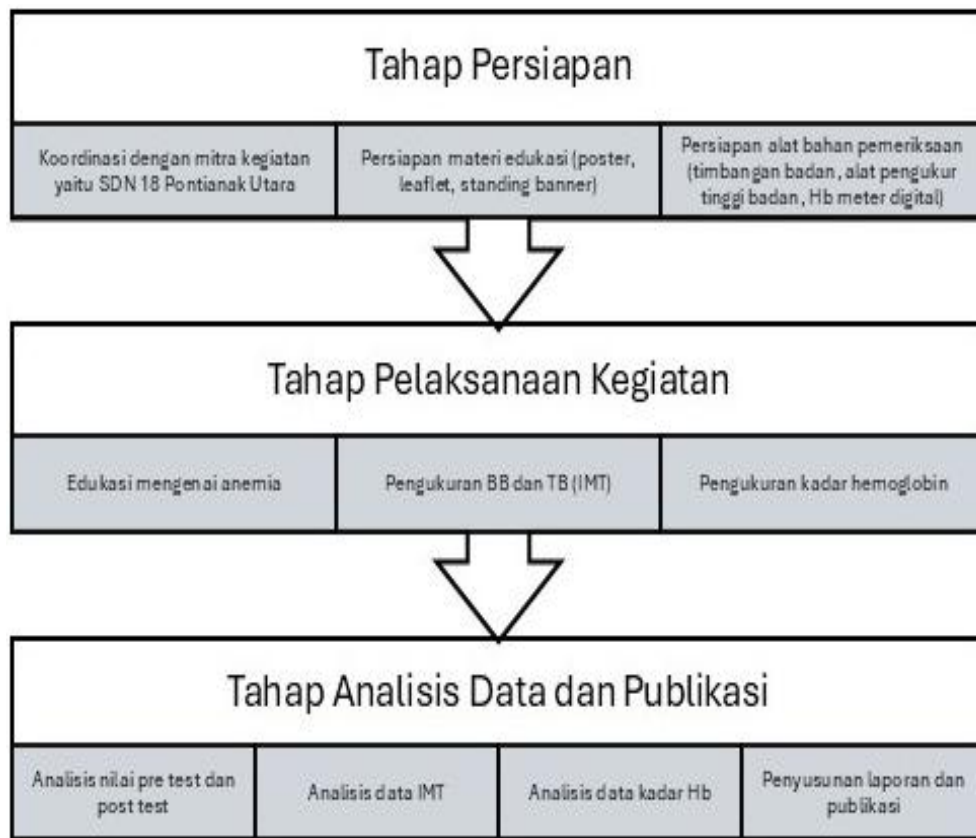 Tahap Persiapan
Koordinasi dengan mitra kegiatan
yaitu SDN 18 Pontianak Utara
Persiapan materi edukasi (poster,
leaflet, standing banner)
Persiapan alat bahan pemeriksaan
(timbangan badan, alat pengukur
tinggi badan, Hb meter digital)
Tahap Pelaksanaan Kegiatan
Edukasi mengenai anemia
Pengukuran BB dan TB (IMT)
Pengukuran kadar hemoglobin
Tahap Analisis Data dan Publikasi
Analisis nilai pre test dan
post test
Analisis data IMT
Analisis data kadar Hb
Penyusunan laporan dan
publikasi